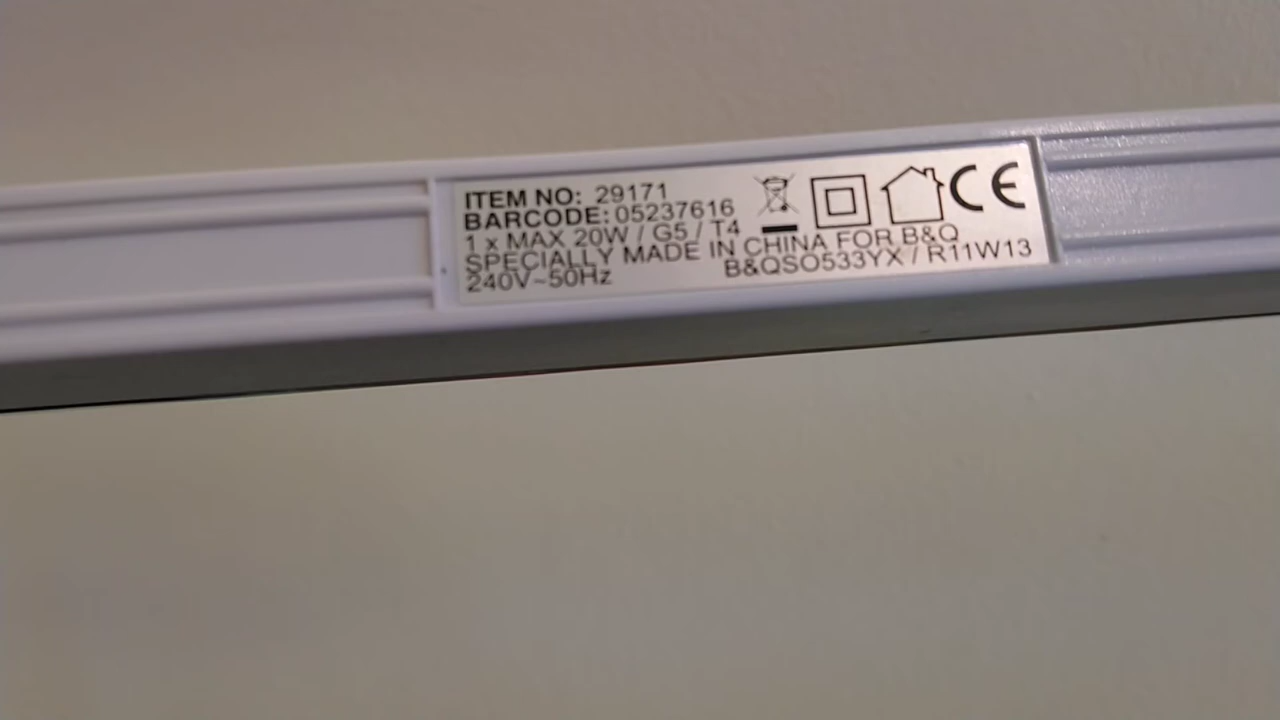 ITEM NO: 29171
BARCODE: 05237616
1 x MAX 20W / G5 / T4
SPECIALLY MADE IN CHINA FOR B&Q
240V~50Hz
B&QSO533YX / R11W13
CE